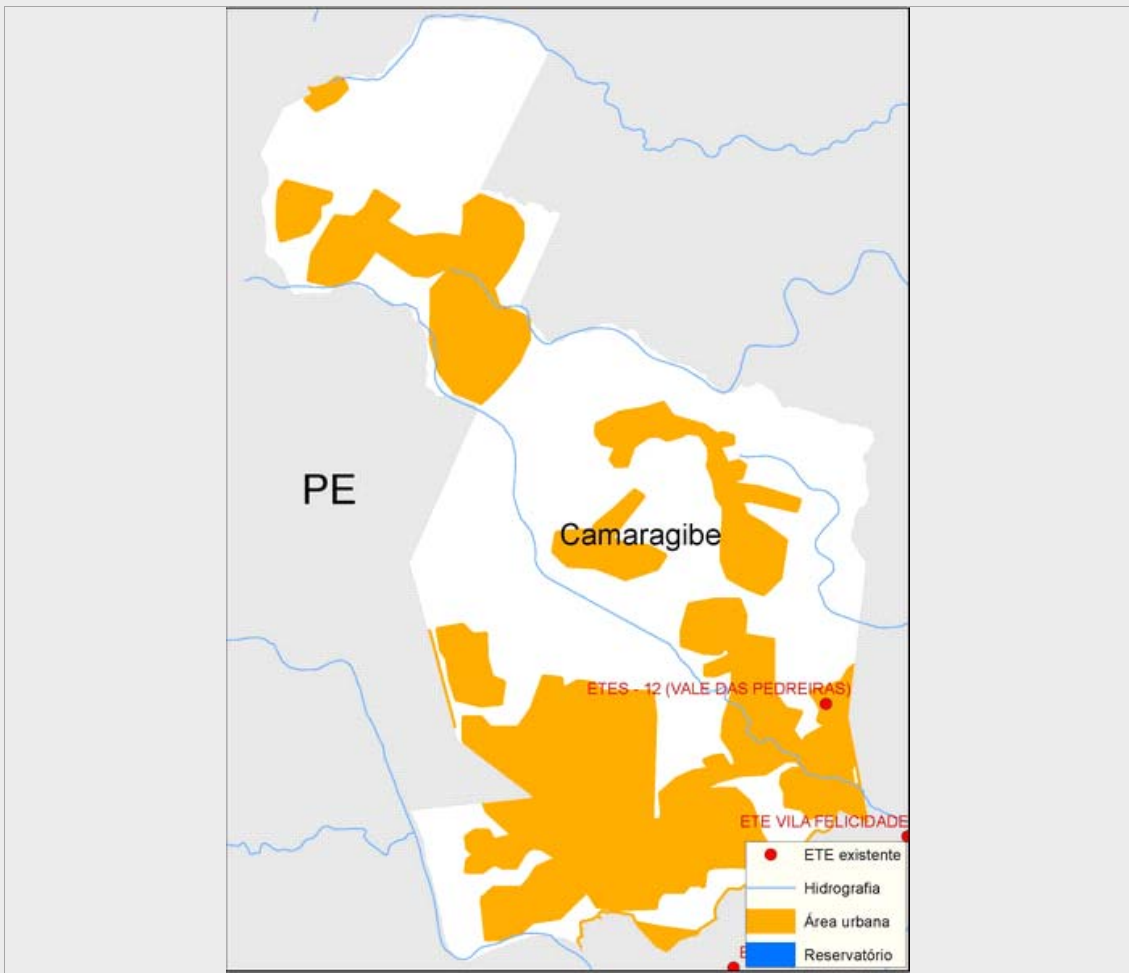 PE
Camaragibe
ETES - 12 (VALE DAS PEDREIRAS)
ETE VILA FELICIDADE
ETE existente
Hidrografia
Área urbana
Reservatório